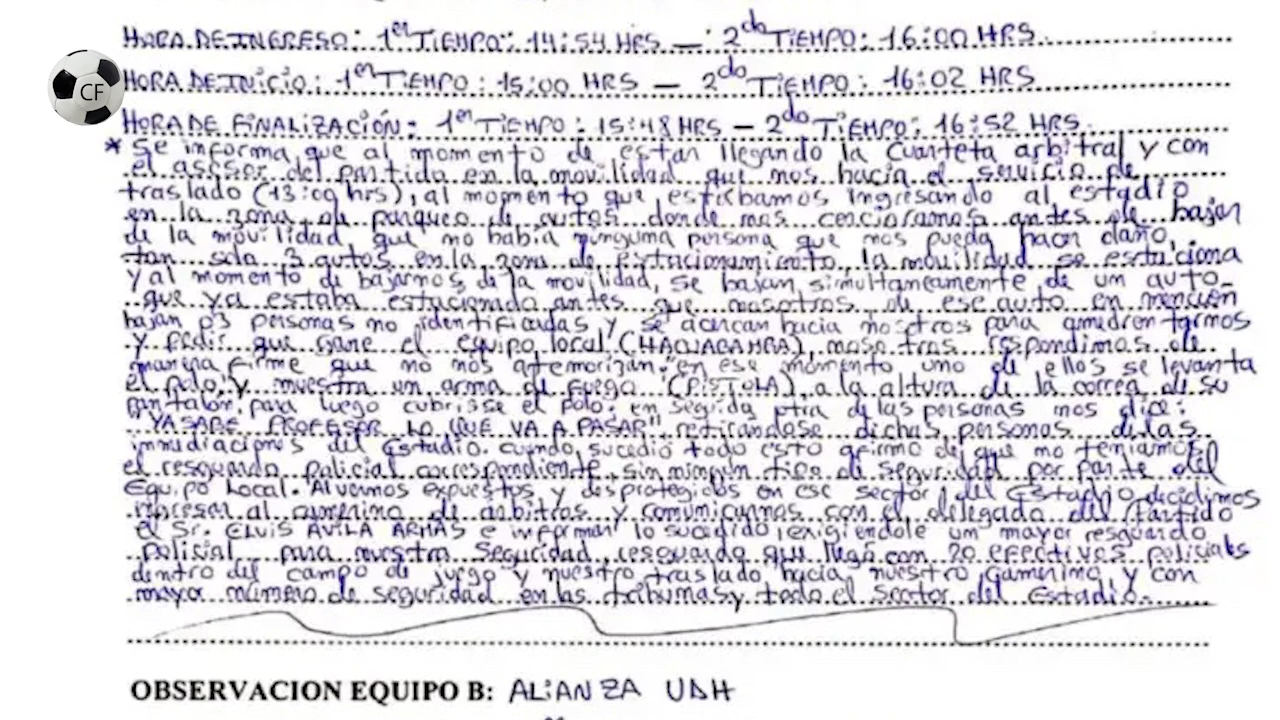 CF
HORA DE INGRESO: 1er TIEMPO: 14:54 HRS — 2do TIEMPO: 16:00 HRS
HORA DE INICIO: 1er TIEMPO: 15:00 HRS — 2do TIEMPO: 16:02 HRS
HORA DE FINALIZACIÓN: 1er TIEMPO: 15:48 HRS — 2do TIEMPO: 16:52 HRS.
* Se informa que al momento de estar llegando la cuarteta arbitral y con
el asesor del partido en la movilidad que nos hacia el servicio de
traslado (13:00 hrs), al momento que estabamos ingresando al estadio
en la zona de parqueo de autos donde nos cercioramos antes de bajar
de la movilidad que no habia ninguna persona que nos pueda hacer daño,
tan solo 3 autos en la zona de estacionamiento, la movilidad se estaciona
y al momento de bajarnos de la movilidad, se bajan simultaneamente de un auto
que ya estaba estacionado antes que nosotros de ese auto en mención
bajan 03 personas no identificadas y se acercan hacia nosotros para amedrentarnos
y pedir que gane el equipo local (CHACUABAMBA), nosotros respondimos de
manera firme que no nos atemorizan. en ese momento uno de ellos se levanta
el polo y muestra un arma de fuego (PISTOLA), a la altura de la correa de su
pantalon para luego cubrirse el polo. en seguida otra de las personas nos dice:
"YA SABE PROFESOR LO QUE VA A PASAR", retirandose dichas personas de las
inmediaciones del Estadio. cuando sucedio todo esto afirmo de que no teniamos
el resguardo policial correspondiente, sin ningun tipo de seguridad por parte del
Equipo Local. Al vernos expuestos y desprotegidos en ese sector del Estadio decidimos
ingresar al camerino de arbitros y comunicarnos con el delegado del Partido
el Sr. ELVIS AVILA ARMAS e informar lo sucedido exigiendole un mayor resguardo
policial para nuestra seguridad, resguardo que llegó con 20 efectivos policiales
dentro del campo de juego y nuestro traslado hacia nuestro camerino, y con
mayor número de seguridad en las tribunas y todo el sector del Estadio.
OBSERVACION EQUIPO B: ALIANZA UDH